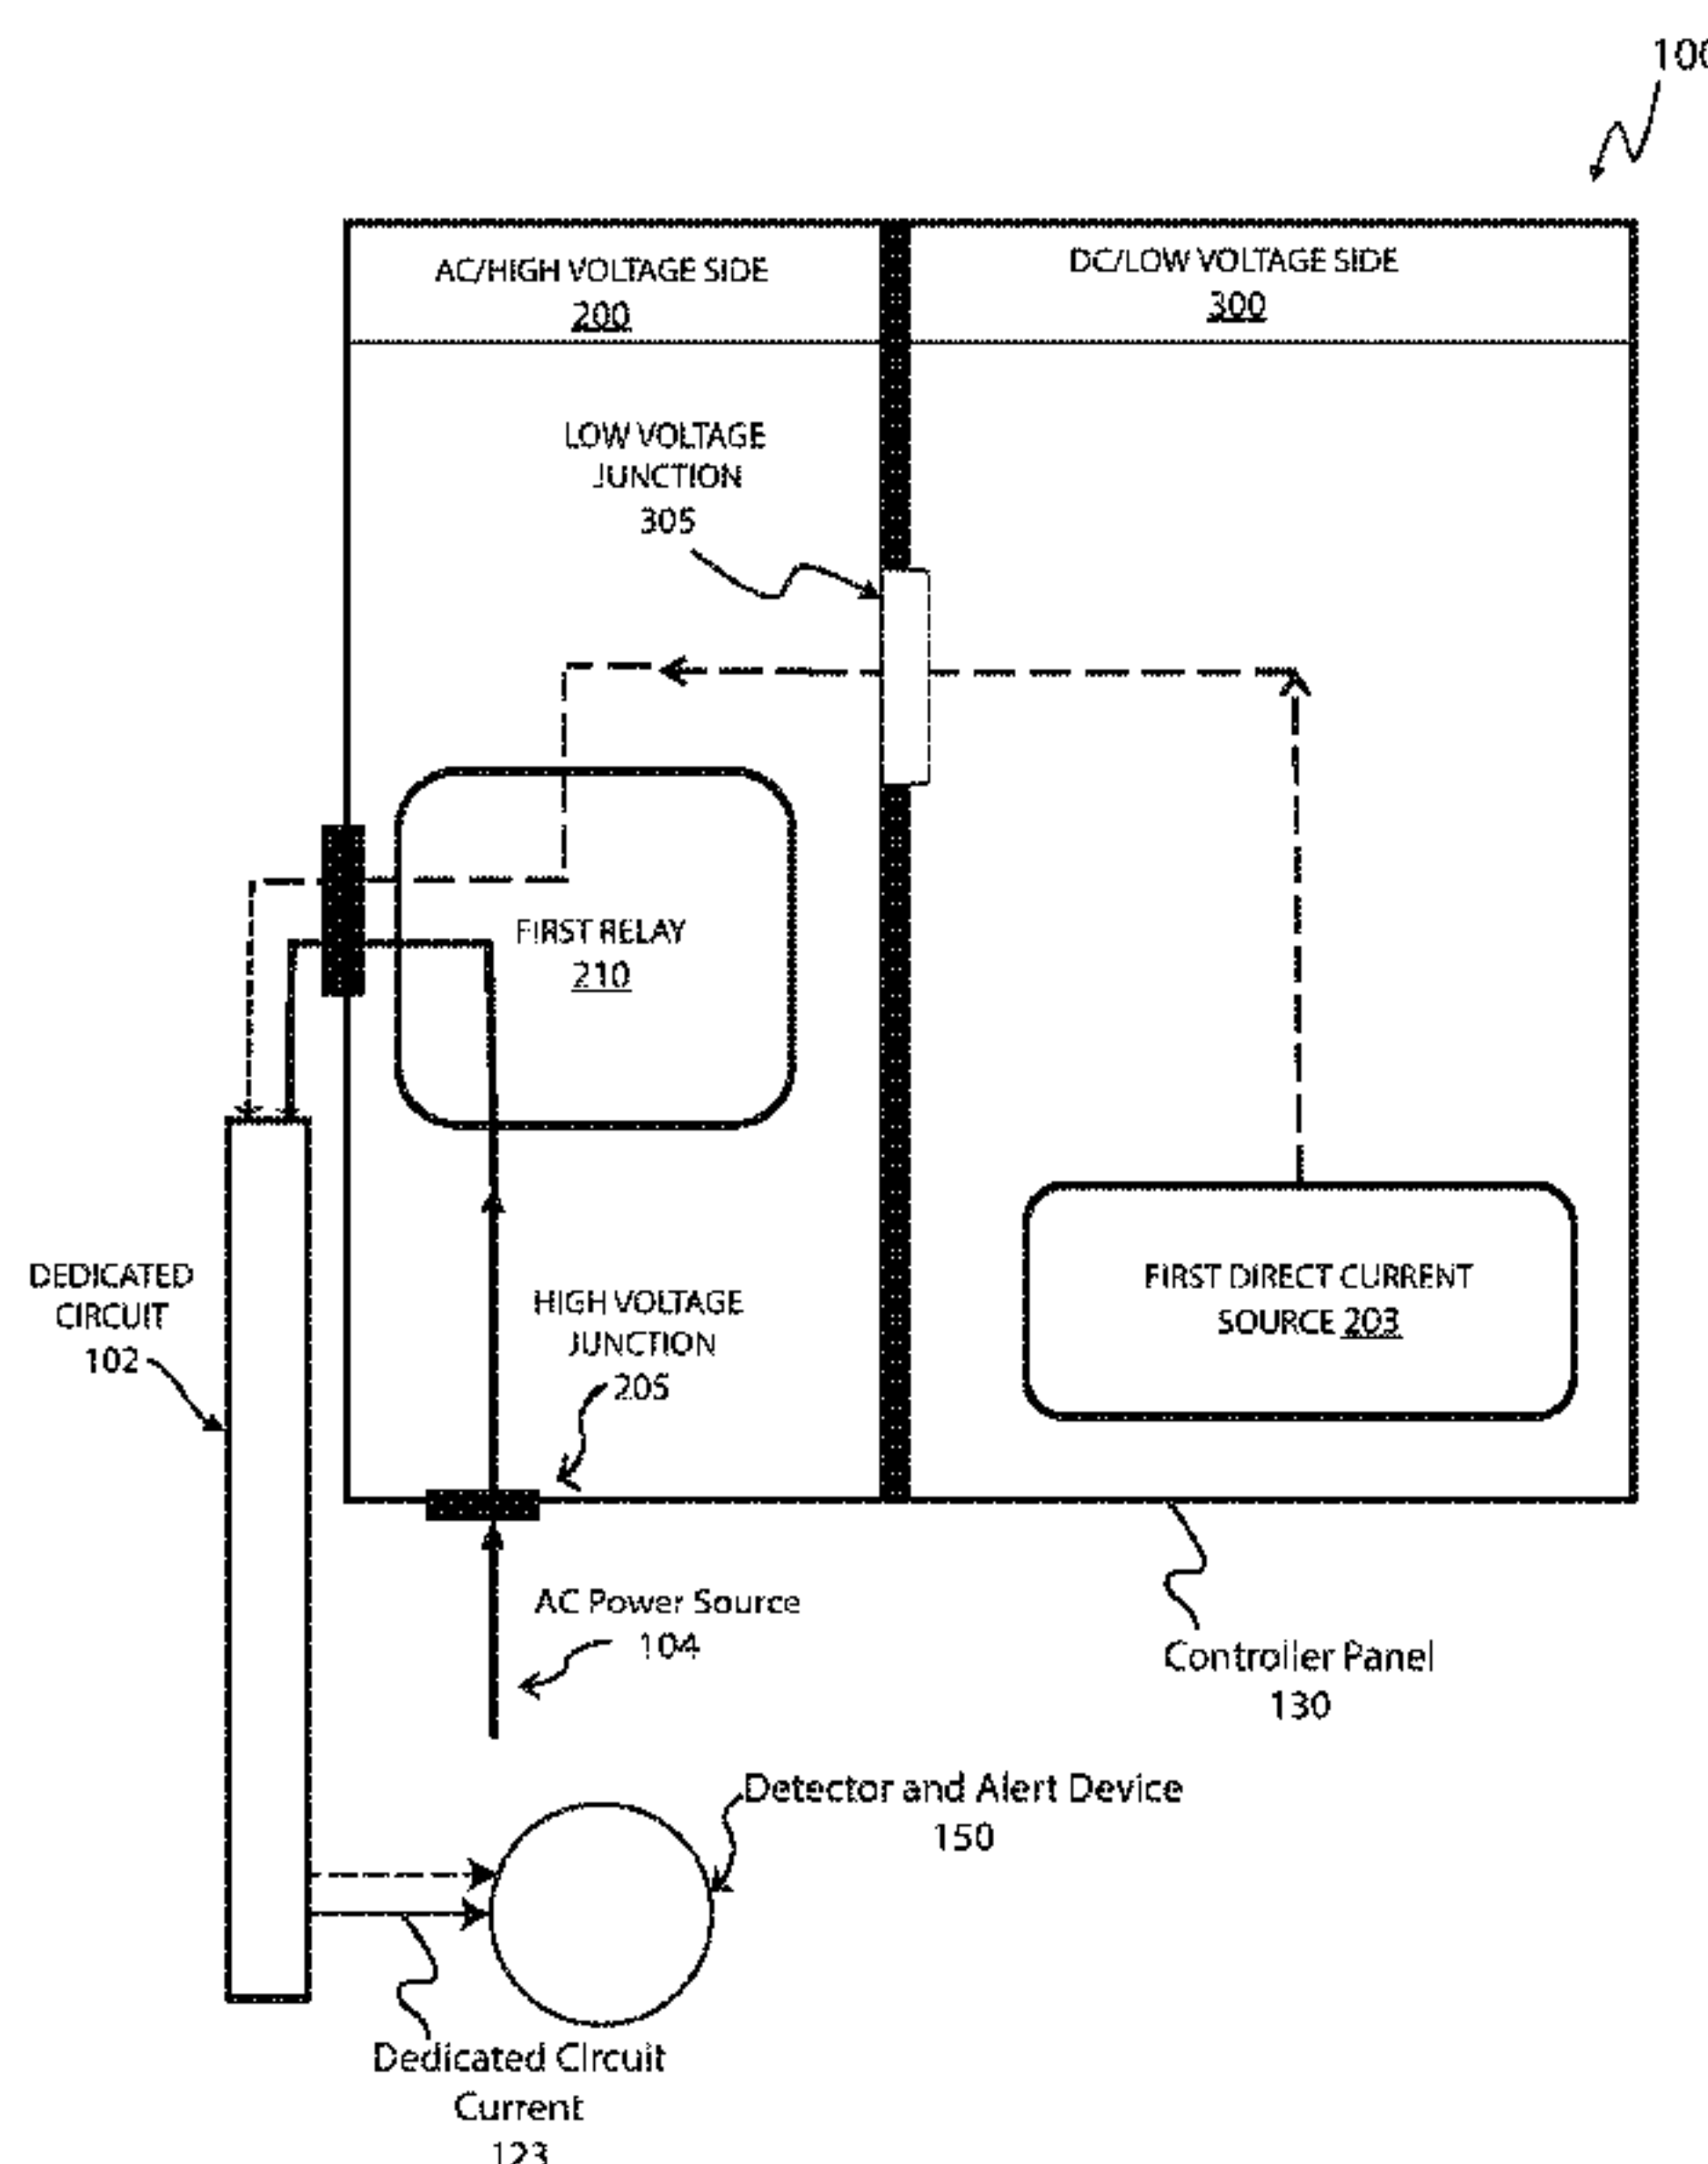 100
AC/HIGH VOLTAGE SIDE
200
DC/LOW VOLTAGE SIDE
300
LOW VOLTAGE
JUNCTION
305
FIRST RELAY
210
DEDICATED
CIRCUIT
102
HIGH VOLTAGE
JUNCTION
205
FIRST DIRECT CURRENT
SOURCE 203
AC Power Source
104
Controller Panel
130
Detector and Alert Device
150
Dedicated Circuit
Current
123